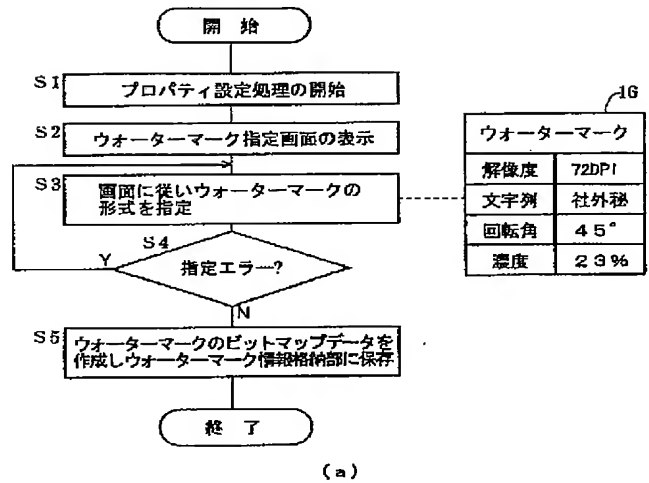 開 始
S1
プロパティ設定処理の開始
S2
ウォーターマーク指定画面の表示
S3
画面に従いウォーターマークの
形式を指定
S4
Y
指定エラー?
N
S5
ウォーターマークのビットマップデータを
作成しウォーターマーク情報格納部に保存
終 了
16
ウォーターマーク
解像度 72DPI
文字列 社外秘
回転角 45°
濃度 23%
(a)